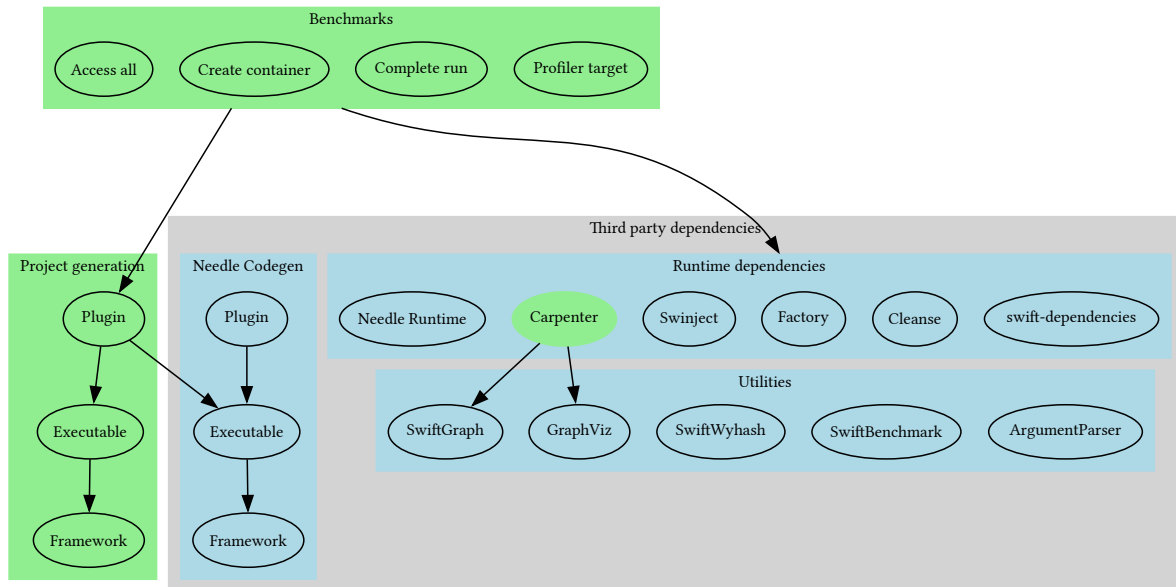 Benchmarks
Access all
Create container
Complete run
Profiler target
Third party dependencies
Project generation
Needle Codegen
Runtime dependencies
Plugin
Plugin
Needle Runtime
Carpenter
Swinject
Factory
Cleanse
swift-dependencies
Utilities
Executable
Executable
SwiftGraph
GraphViz
SwiftWyhash
SwiftBenchmark
ArgumentParser
Framework
Framework